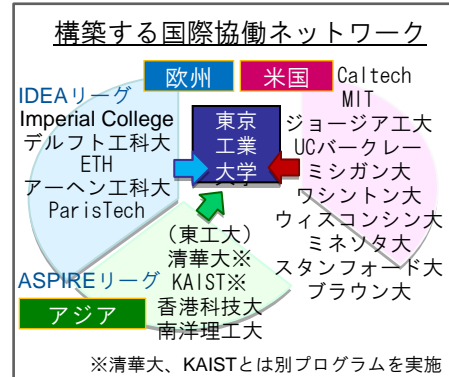 構築する国際協働ネットワーク
欧州
米国
IDEAリーグ
Imperial College
デルフト工科大
ETH
アーヘン工科大
ParisTech
東京
工業
大学
Caltech
MIT
ジョージア工大
UCバークレー
ミシガン大
ワシントン大
ウィスコンシン大
ミネソタ大
スタンフォード大
ブラウン大
(東工大)
清華大※
KAIST※
香港科技大
南洋理工大
ASPIREリーグ
アジア
※清華大、KAISTとは別プログラムを実施